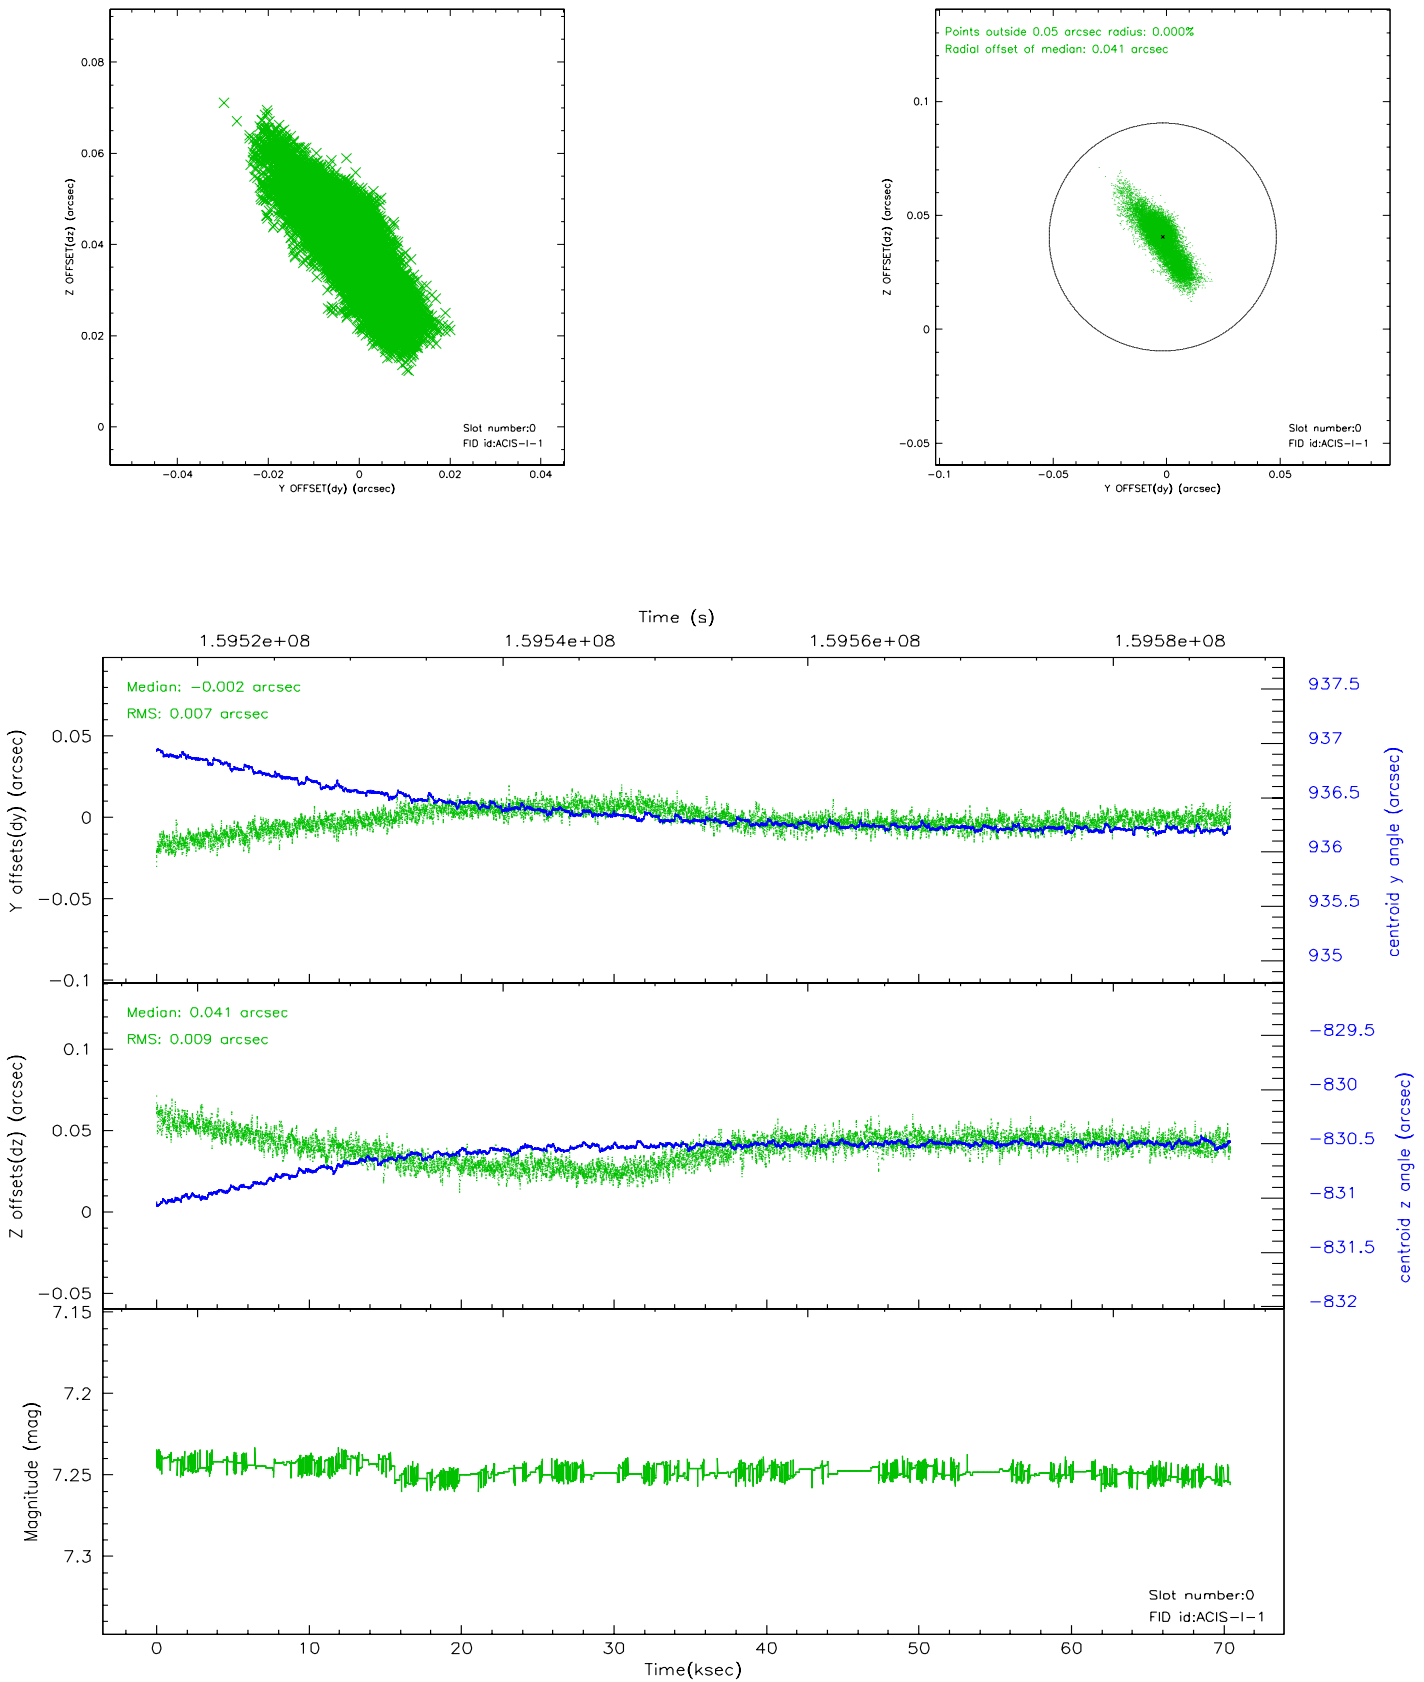 0.08
0.06
0.04
0.02
0
Z OFFSET(dz) (arcsec)
Slot number:0
FID id:ACIS-I-1
-0.04
-0.02
0
0.02
0.04
Y OFFSET(dy) (arcsec)
Points outside 0.05 arcsec radius: 0.000%
Radial offset of median: 0.041 arcsec
0.1
0.05
0
-0.05
Z OFFSET(dz) (arcsec)
Slot number:0
FID id:ACIS-I-1
-0.1
-0.05
0
0.05
Y OFFSET(dy) (arcsec)
Time (s)
1.5952e+08
1.5954e+08
1.5956e+08
1.5958e+08
Median: -0.002 arcsec
RMS: 0.007 arcsec
0.05
0
-0.05
-0.1
Y offsets(dy) (arcsec)
937.5
937
936.5
936
935.5
935
centroid y angle (arcsec)
Median: 0.041 arcsec
RMS: 0.009 arcsec
0.1
0.05
0
-0.05
Z offsets(dz) (arcsec)
-829.5
-830
-830.5
-831
-831.5
-832
centroid z angle (arcsec)
7.15
7.2
7.25
7.3
Magnitude (mag)
Slot number:0
FID id:ACIS-I-1
0
10
20
30
40
50
60
70
Time(ksec)